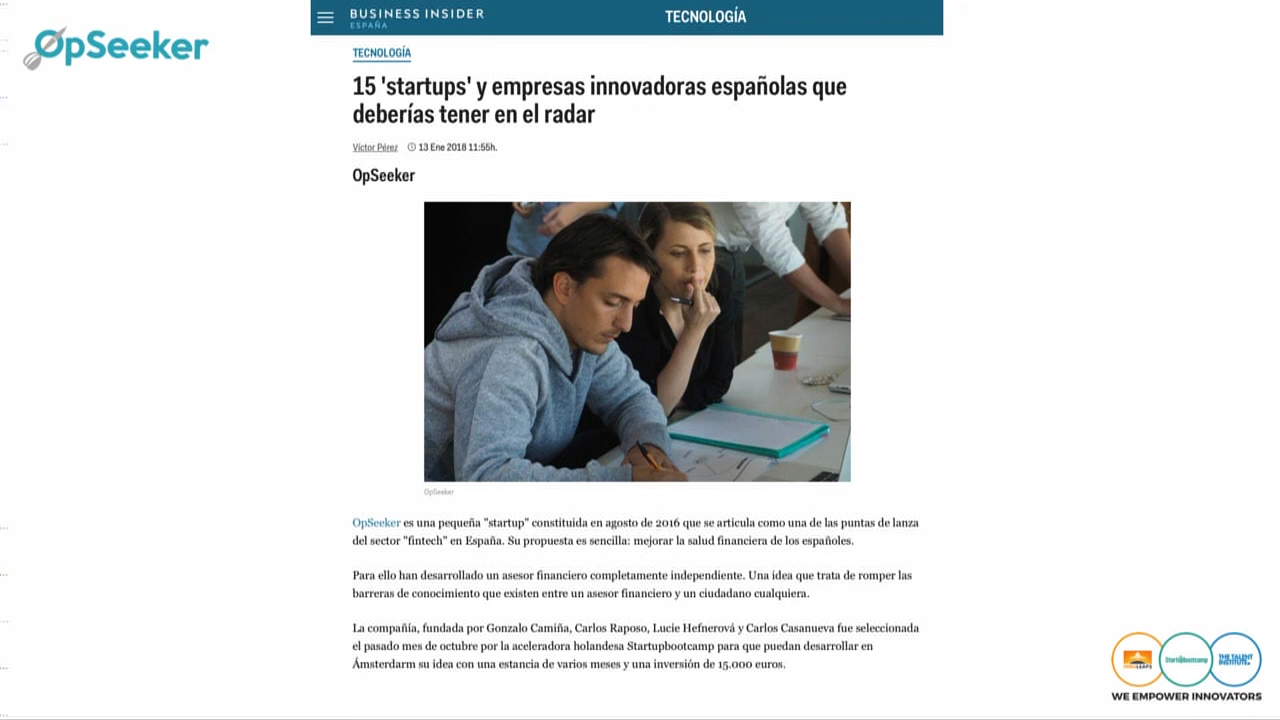 OpSeeker
BUSINESS INSIDER
ESPAÑA
TECNOLOGÍA
TECNOLOGÍA
15 'startups' y empresas innovadoras españolas que
deberías tener en el radar
Víctor Pérez 13 Ene 2018 11:55h.
OpSeeker
OpSeeker
OpSeeker es una pequeña "startup" constituida en agosto de 2016 que se articula como una de las puntas de lanza
del sector "fintech" en España. Su propuesta es sencilla: mejorar la salud financiera de los españoles.
Para ello han desarrollado un asesor financiero completamente independiente. Una idea que trata de romper las
barreras de conocimiento que existen entre un asesor financiero y un ciudadano cualquiera.
La compañía, fundada por Gonzalo Camiña, Carlos Raposo, Lucie Hefnerová y Carlos Casanueva fue seleccionada
el pasado mes de octubre por la aceleradora holandesa Startupbootcamp para que puedan desarrollar en
Ámsterdarm su idea con una estancia de varios meses y una inversión de 15.000 euros.
Startupbootcamp
THE TALENT
INSTITUTE
WE EMPOWER INNOVATORS